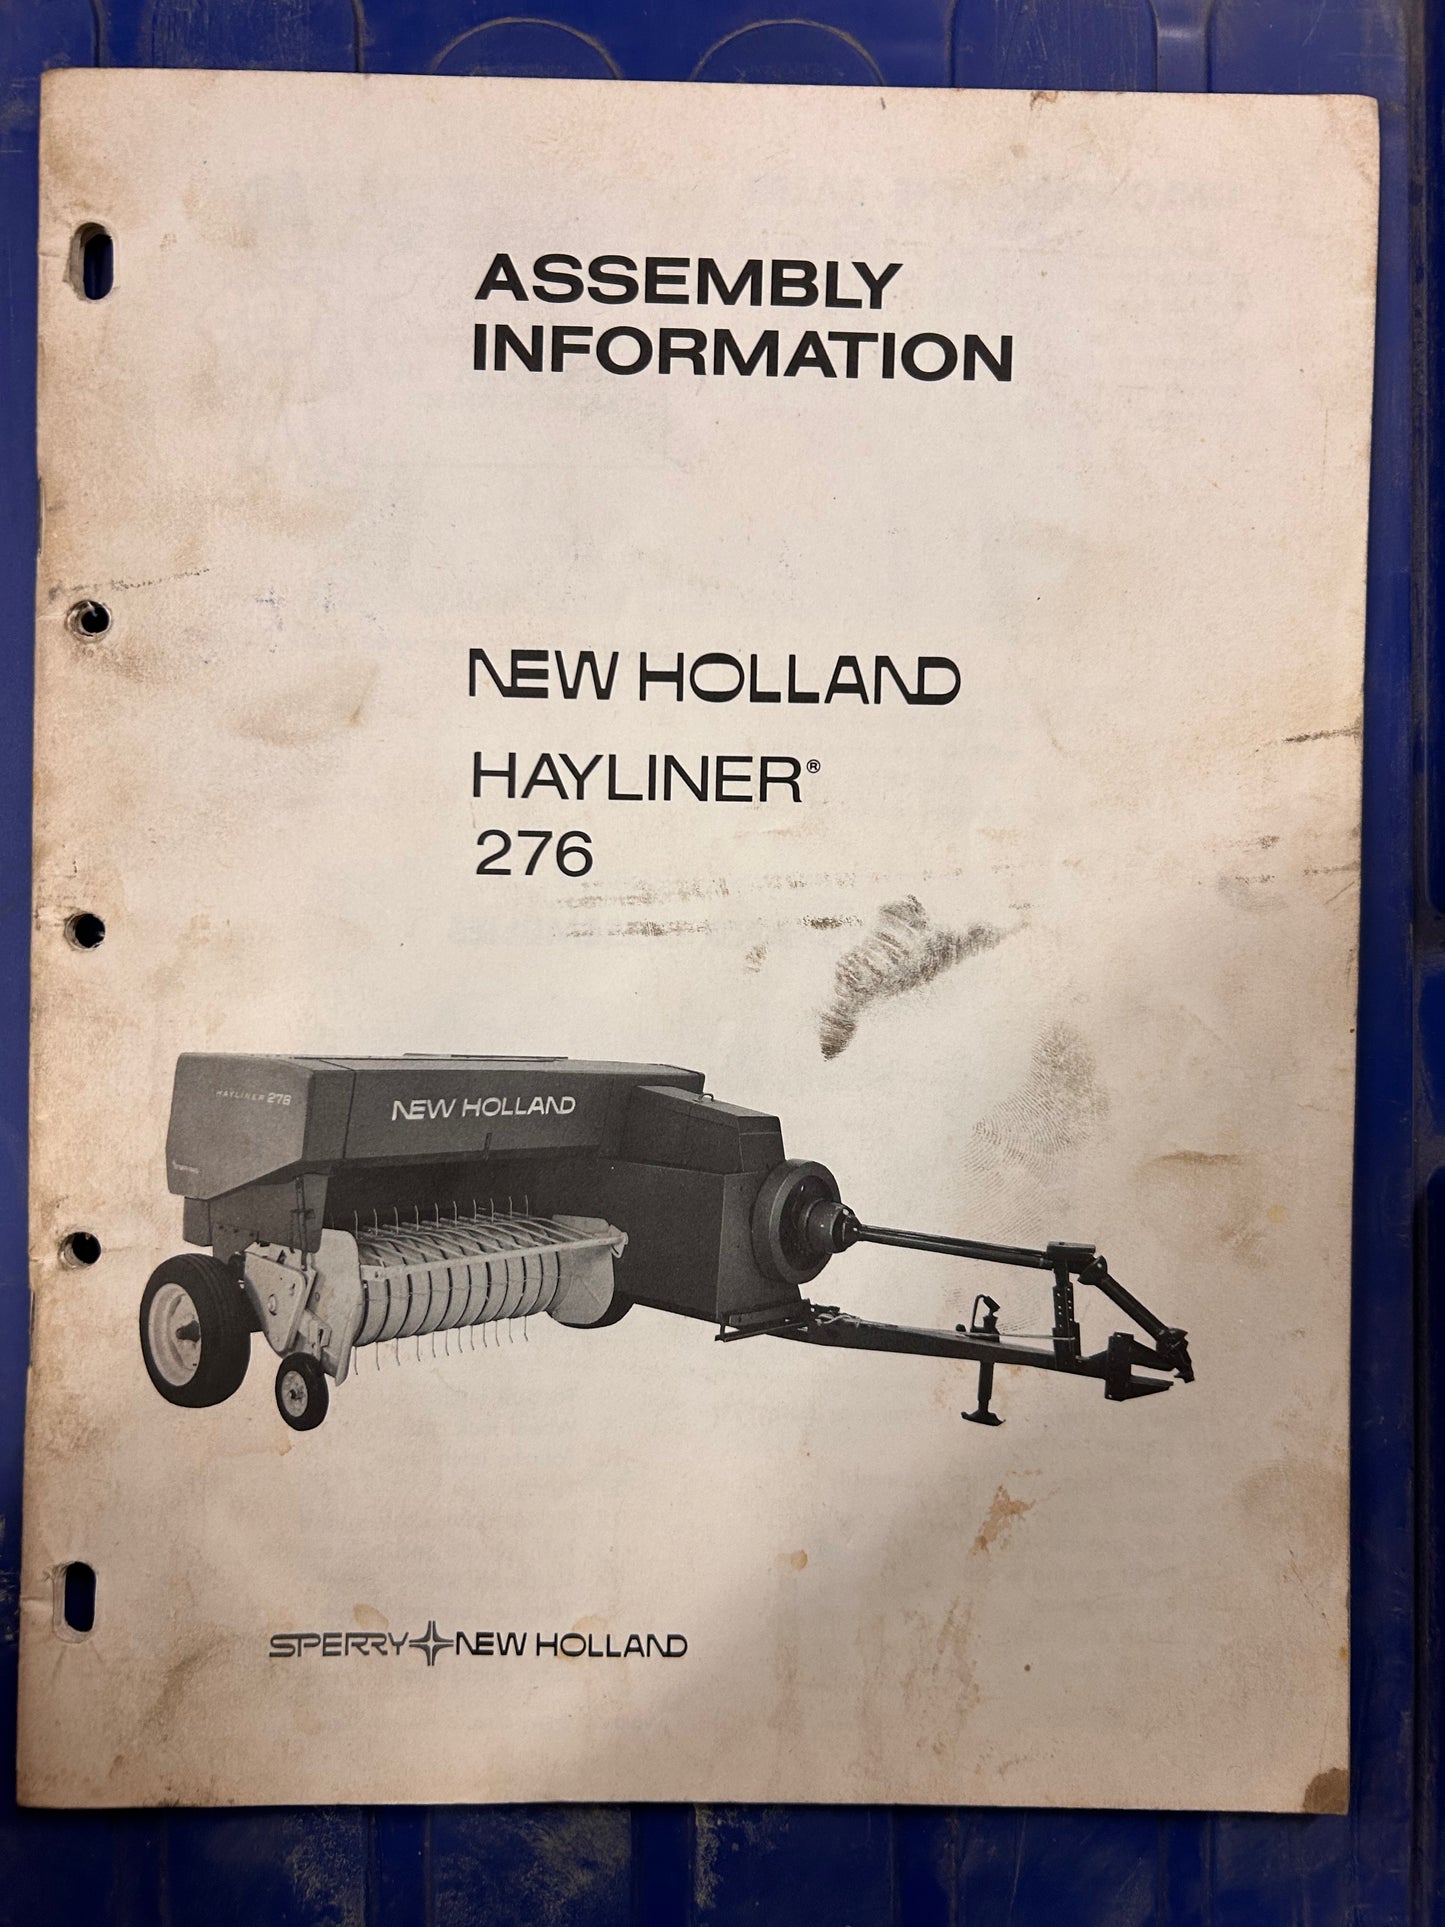 ASSEMBLY
INFORMATION
NEW HOLLAND
HAYLINER®
276
HAYLINER 276
NEW HOLLAND
SPERRY NEW HOLLAND